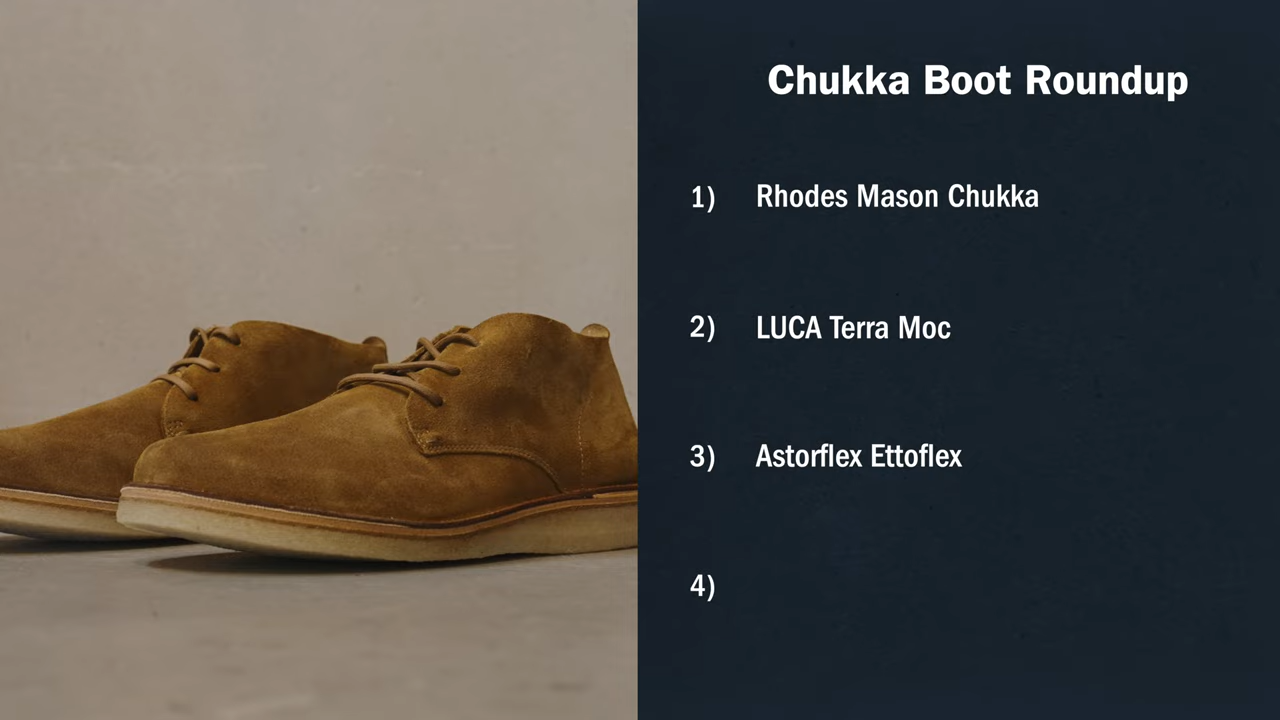 Chukka Boot Roundup
1) Rhodes Mason Chukka
2) LUCA Terra Moc
3) Astorflex Ettoflex
4)